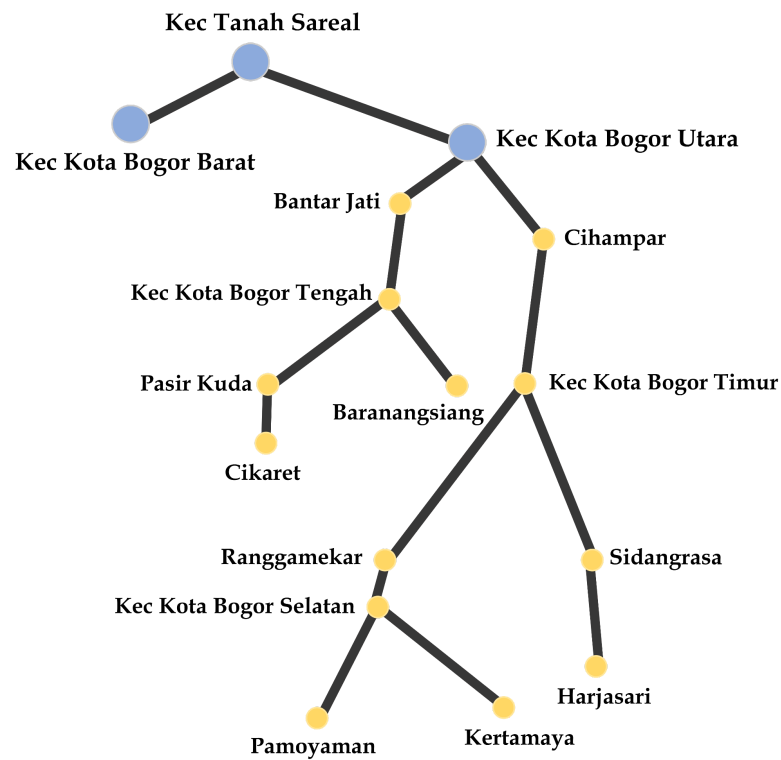 Kec Tanah Sareal
Kec Kota Bogor Utara
Kec Kota Bogor Barat
Bantar Jati
Cihampar
Kec Kota Bogor Tengah
Pasir Kuda
Kec Kota Bogor Timur
Baranangsiang
Cikaret
Ranggamekar
Sidangrasa
Kec Kota Bogor Selatan
Harjasari
Kertamaya
Pamoyaman